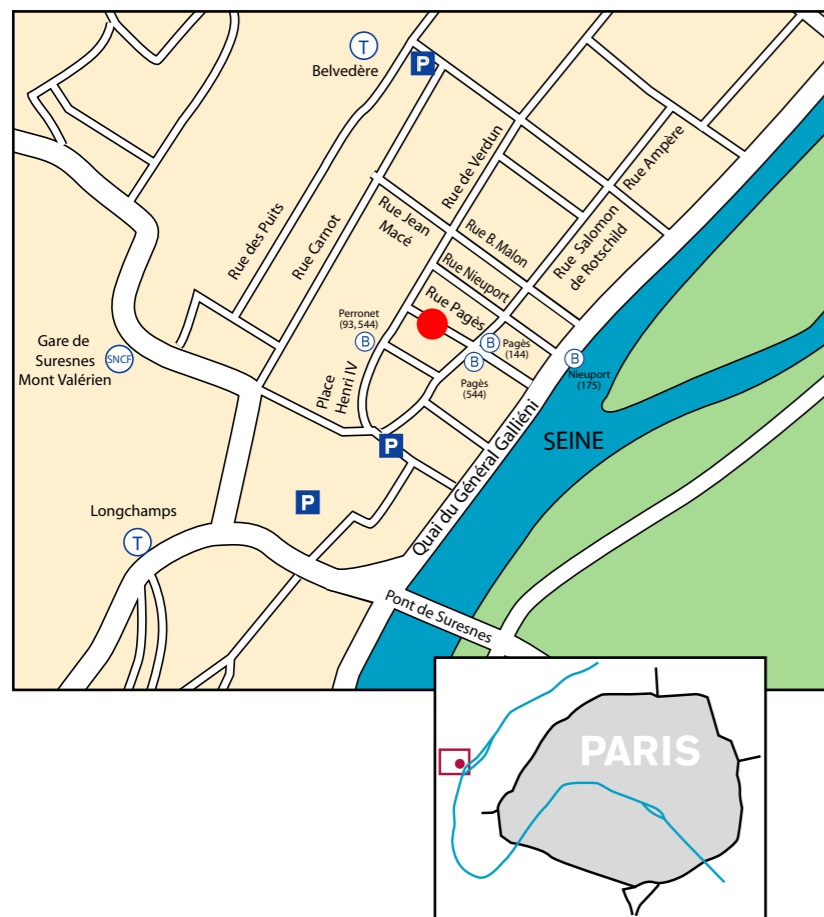 T
Belvedère
P
Rue de Verdun
Rue Ampère
Rue des Puits
Rue Carnot
Rue Jean
Macé
Rue B. Malon
Rue Salomon
de Rotschild
Rue Nieuport
Rue Pagès
Perronet
(93, 544)
B
Gare de
Suresnes
Mont Valérien
SNCF
B
Pagès
(144)
B
Pagès
(544)
B
Nieuport
(175)
Place
Henri IV
P
SEINE
Quai du Général Galliéni
P
Longchamps
T
Pont de Suresnes
PARIS